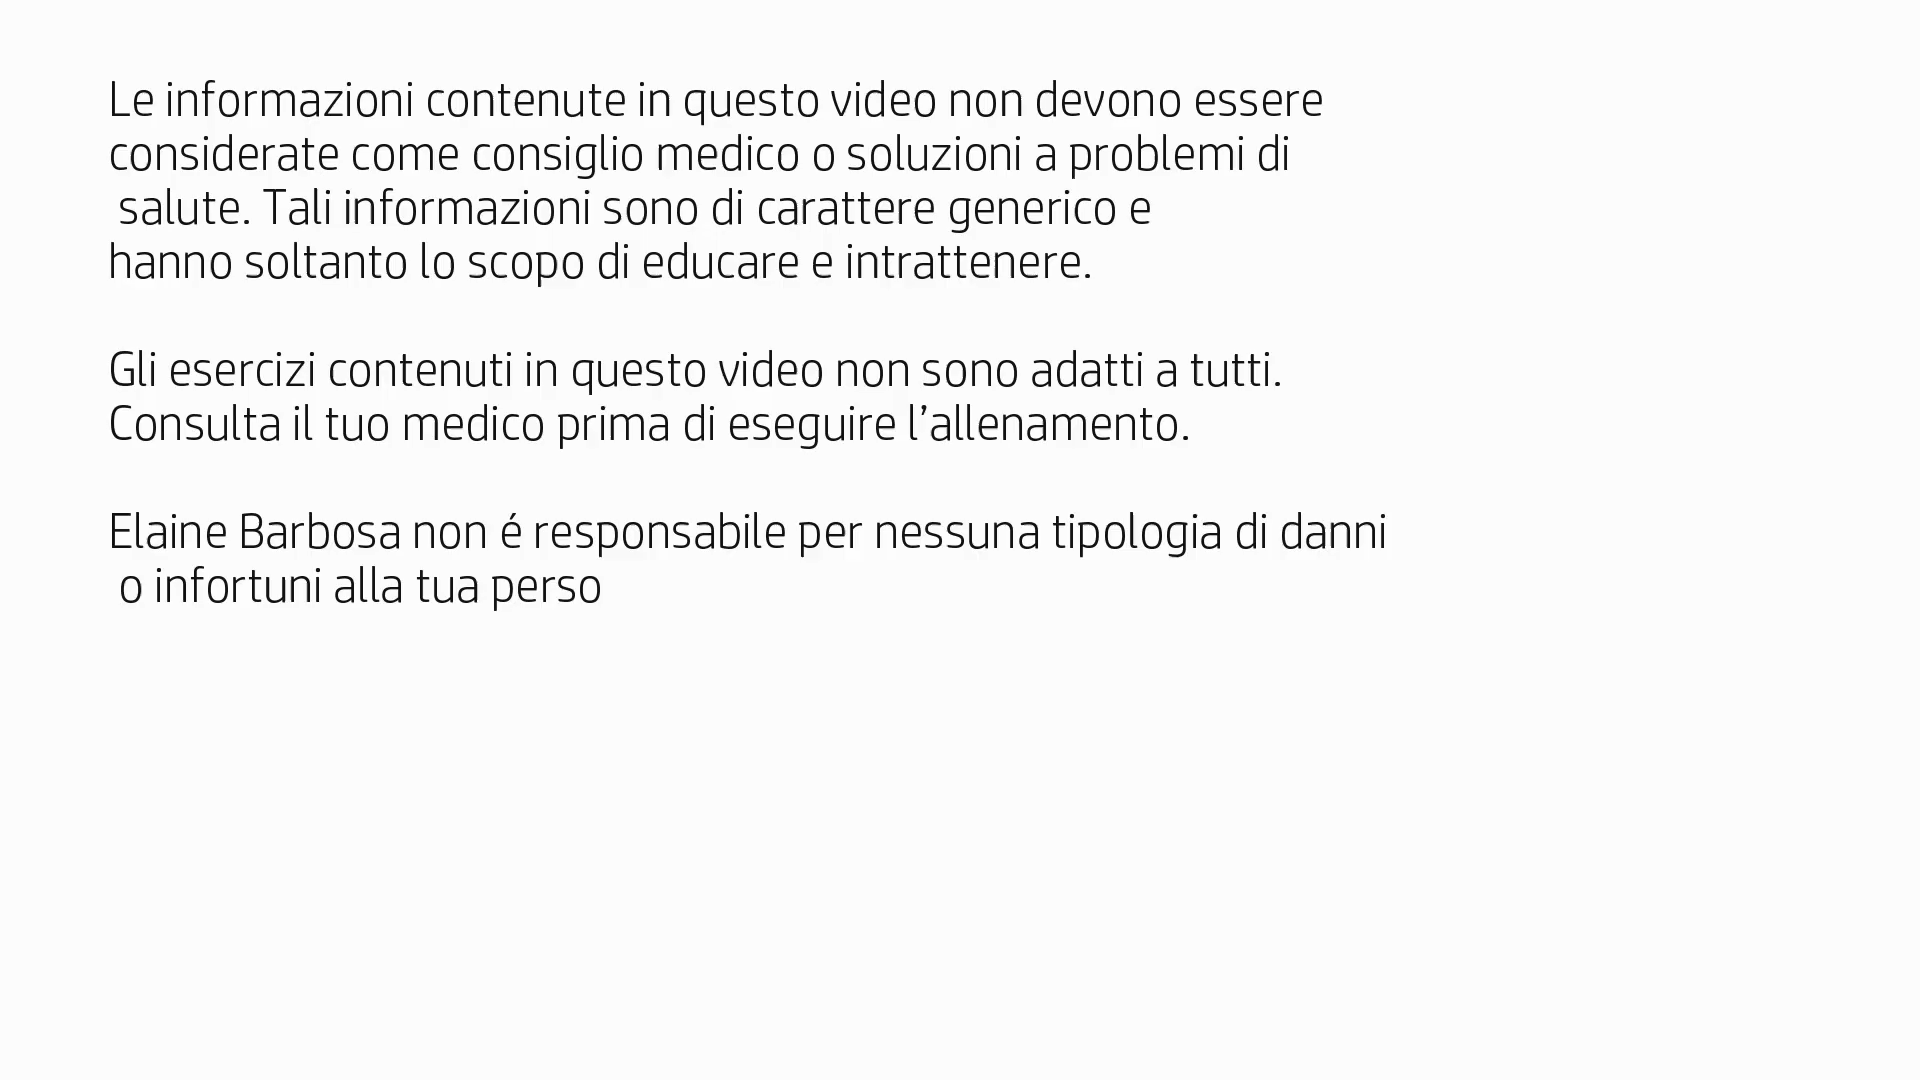 Le informazioni contenute in questo video non devono essere
considerate come consiglio medico o soluzioni a problemi di
salute. Tali informazioni sono di carattere generico e
hanno soltanto lo scopo di educare e intrattenere.
Gli esercizi contenuti in questo video non sono adatti a tutti.
Consulta il tuo medico prima di eseguire l’allenamento.
Elaine Barbosa non é responsabile per nessuna tipologia di danni
o infortuni alla tua perso